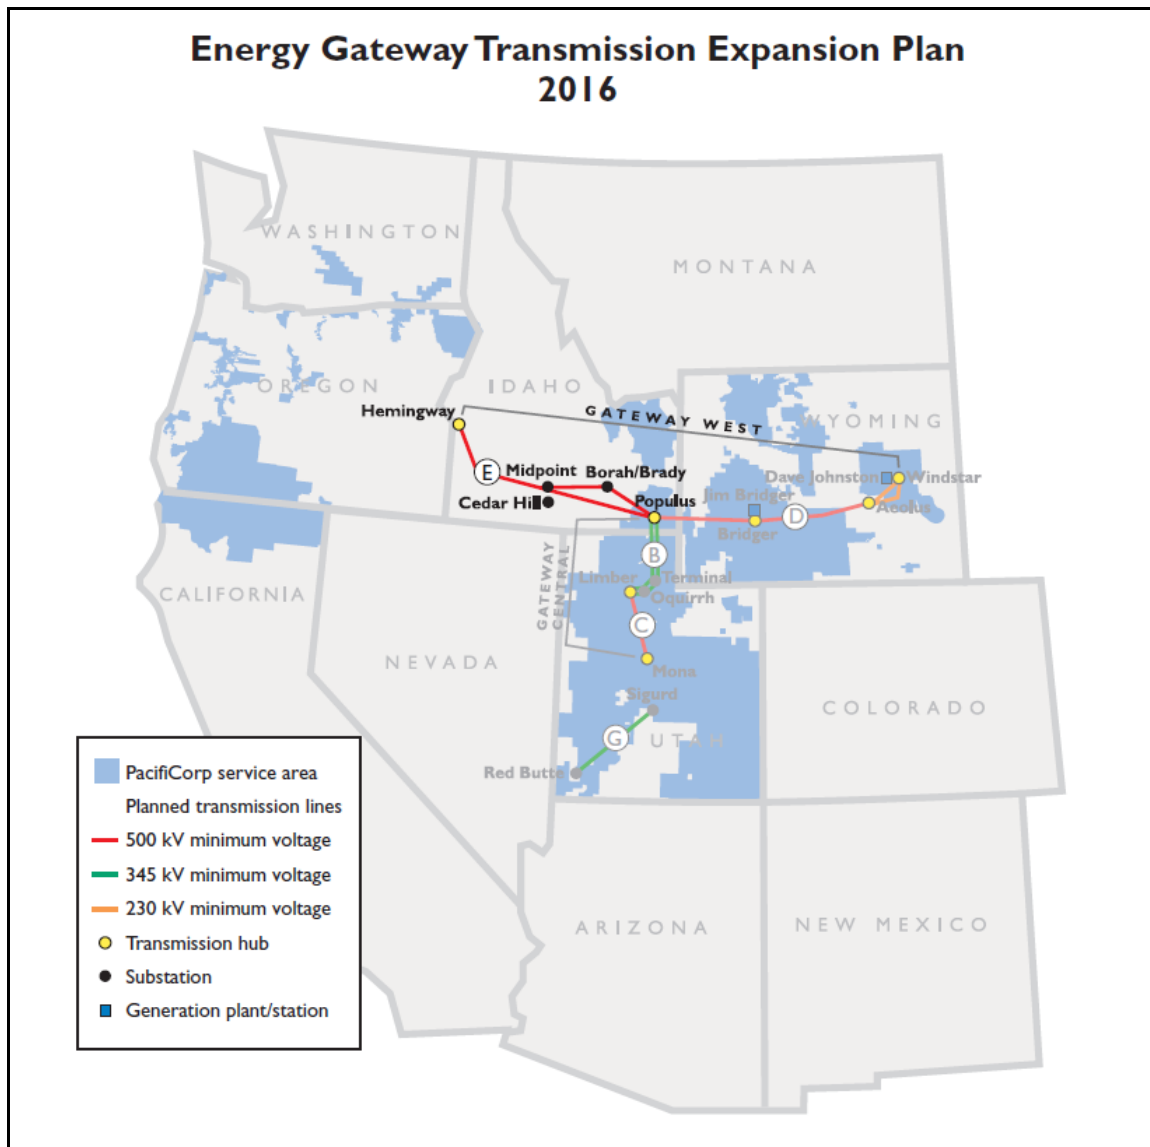 Energy Gateway Transmission Expansion Plan
2016
WASHINGTON
MONTANA
OREGON
IDAHO
WYOMING
GATEWAY WEST
Hemingway
E
Midpoint
Borah/Brady
Cedar Hi
Populus
Dave Johnston
Windstar
Jim Bridger
Bridger
D
Aeolus
B
GATEWAY
CENTRAL
Limber
Terminal
Oquirrh
C
CALIFORNIA
NEVADA
Mona
Sigurd
COLORADO
G
UTAH
Red Butte
ARIZONA
NEW MEXICO
PacifiCorp service area
Planned transmission lines
500 kV minimum voltage
345 kV minimum voltage
230 kV minimum voltage
Transmission hub
Substation
Generation plant/station